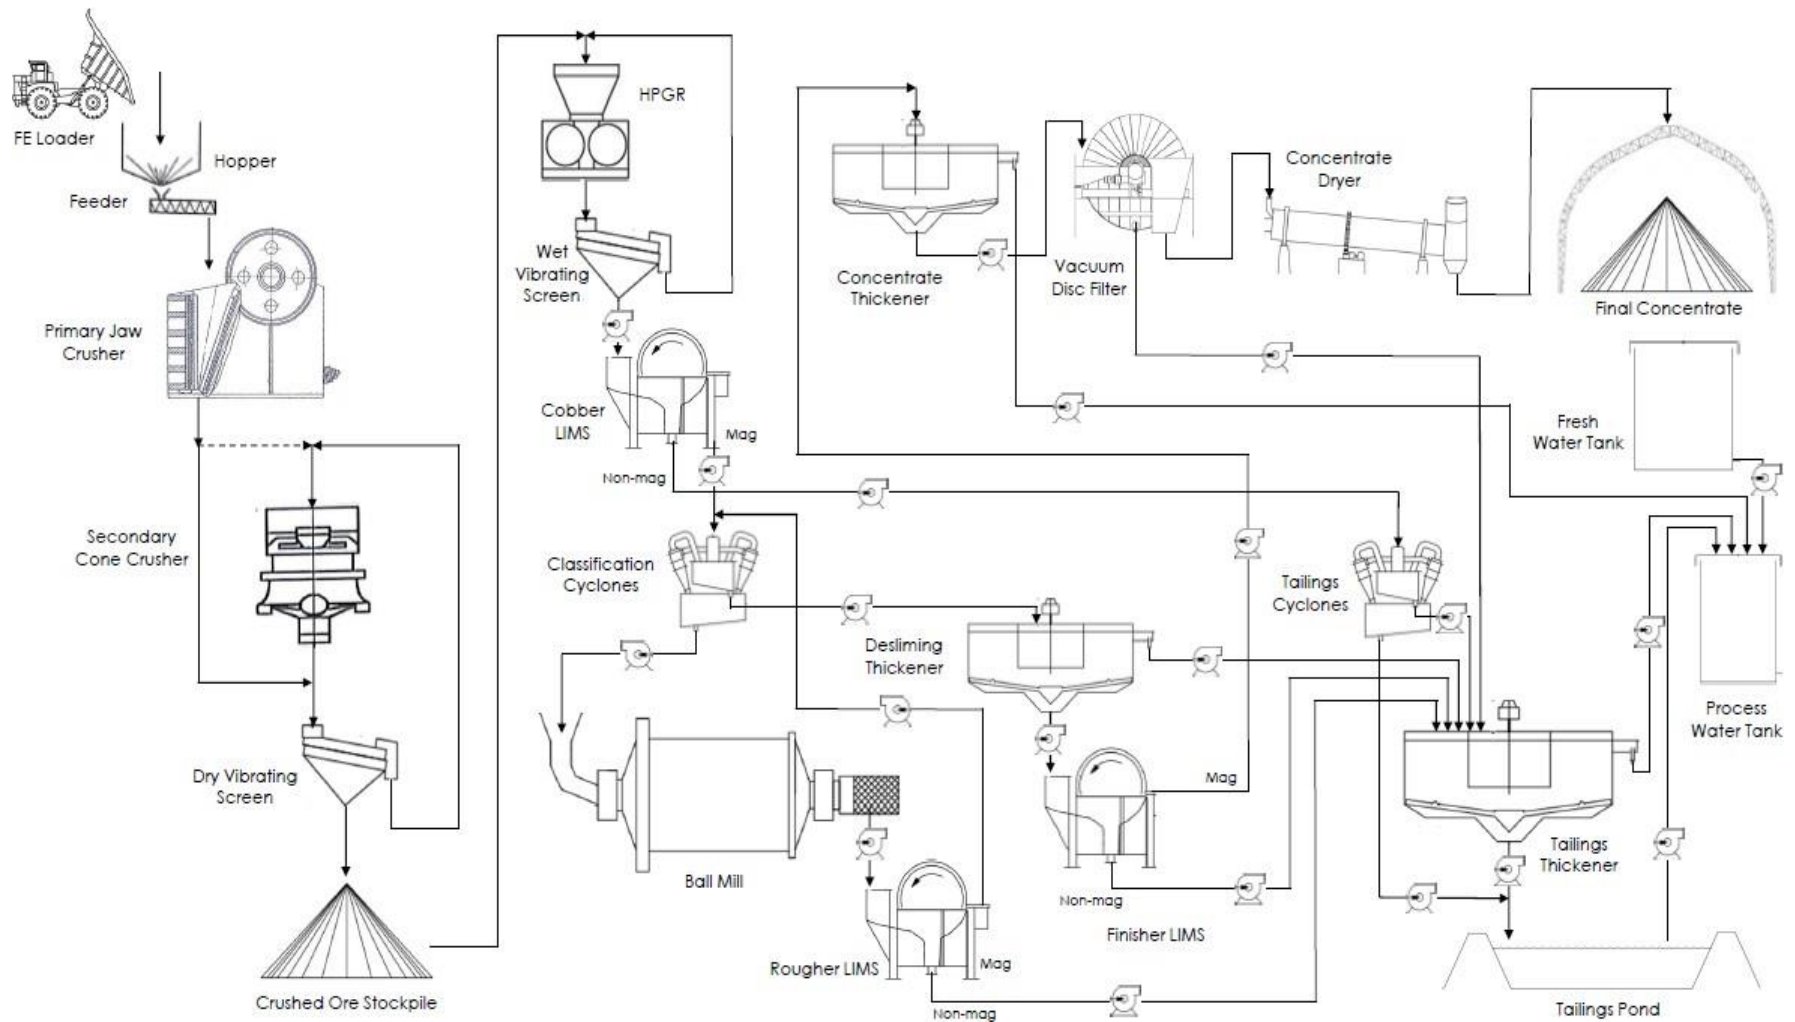 FE Loader
Hopper
Feeder
Primary Jaw
Crusher
Secondary
Cone Crusher
Dry Vibrating
Screen
Crushed Ore Stockpile
HPGR
Wet
Vibrating
Screen
Cobber
LIMS
Mag
Non-mag
Classification
Cyclones
Ball Mill
Rougher LIMS
Mag
Non-mag
Desliming
Thickener
Mag
Non-mag
Finisher LIMS
Concentrate
Thickener
Vacuum
Disc Filter
Concentrate
Dryer
Final Concentrate
Fresh
Water Tank
Tailings
Cyclones
Process
Water Tank
Tailings
Thickener
Tailings Pond